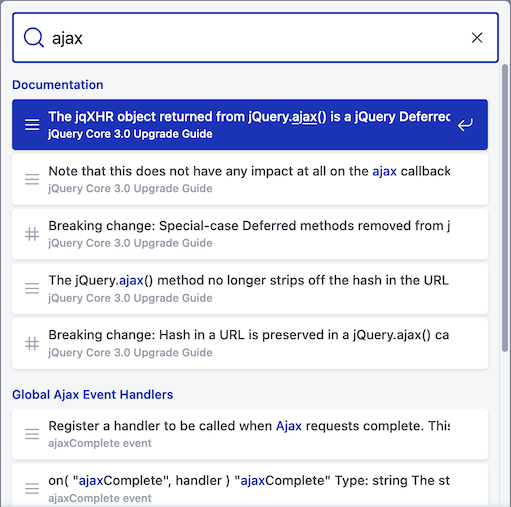 ajax
Documentation
The jqXHR object returned from jQuery.ajax() is a jQuery Deferred
jQuery Core 3.0 Upgrade Guide
Note that this does not have any impact at all on the ajax callback
jQuery Core 3.0 Upgrade Guide
Breaking change: Special-case Deferred methods removed from j
jQuery Core 3.0 Upgrade Guide
The jQuery.ajax() method no longer strips off the hash in the URL
jQuery Core 3.0 Upgrade Guide
Breaking change: Hash in a URL is preserved in a jQuery.ajax() ca
jQuery Core 3.0 Upgrade Guide
Global Ajax Event Handlers
Register a handler to be called when Ajax requests complete. This
ajaxComplete event
on( "ajaxComplete", handler ) "ajaxComplete" Type: string The st
ajaxComplete event